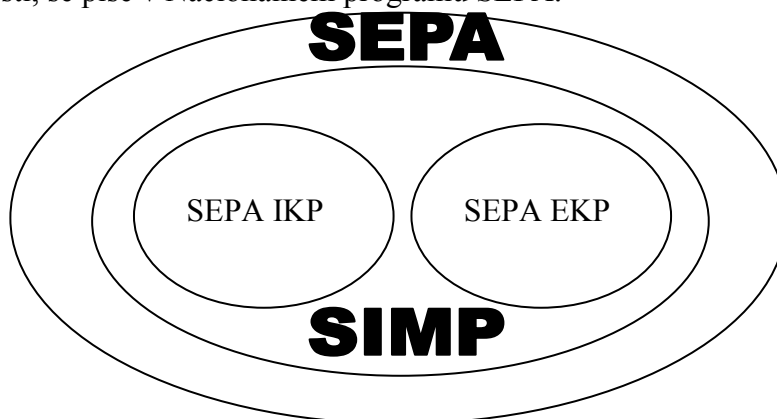 se piše v Nacionalnem programu SEPA.
SEPA
SEPA IKP
SEPA EKP
SIMP